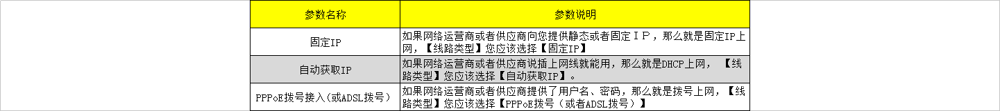 参数名称
参数说明
固定IP
如果网络运营商或者供应商向您提供静态或者固定ＩＰ，那么就是固定IP上
网，【线路类型】您应该选择【固定IP】
自动获取IP
如果网络运营商或者供应商说插上网线就能用，那么就是DHCP上网， 【线
路类型】您应该选择【自动获取IP】。
PPPoE拨号接入(或ADSL拨号）
如果网络运营商或者供应商提供了用户名、密码，那么就是拨号上网，【线
路类型】您应该选择【PPPoE拨号（或者ADSL拨号）】